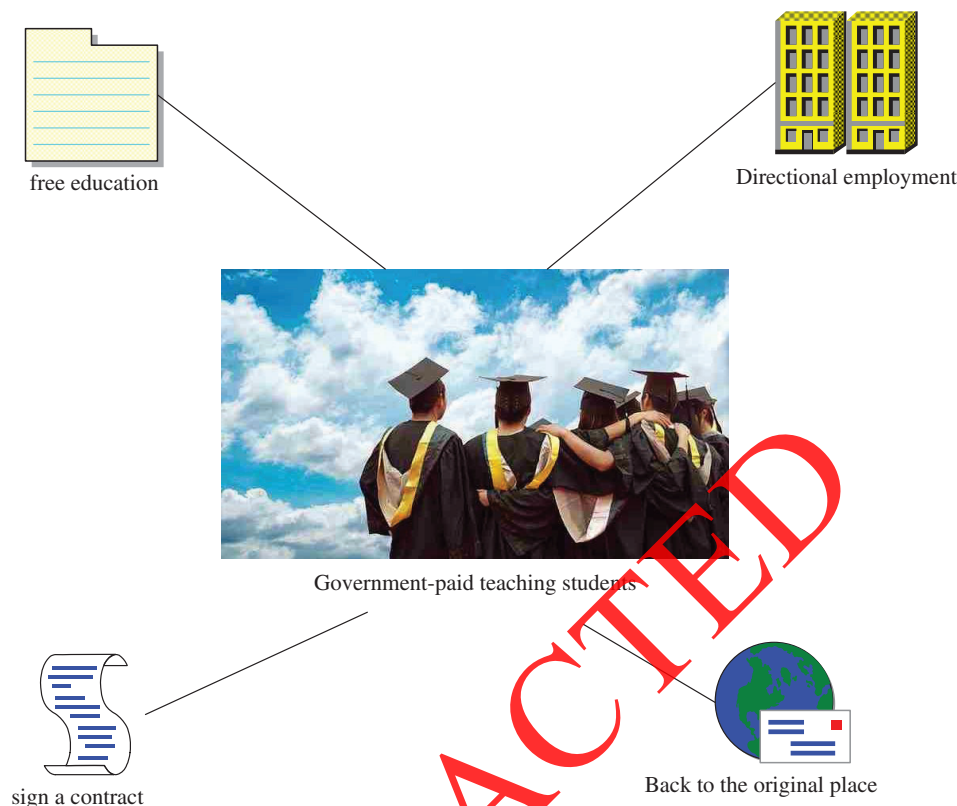 free education
Directional employment
Government-paid teaching students
sign a contract
Back to the original place
ACTED